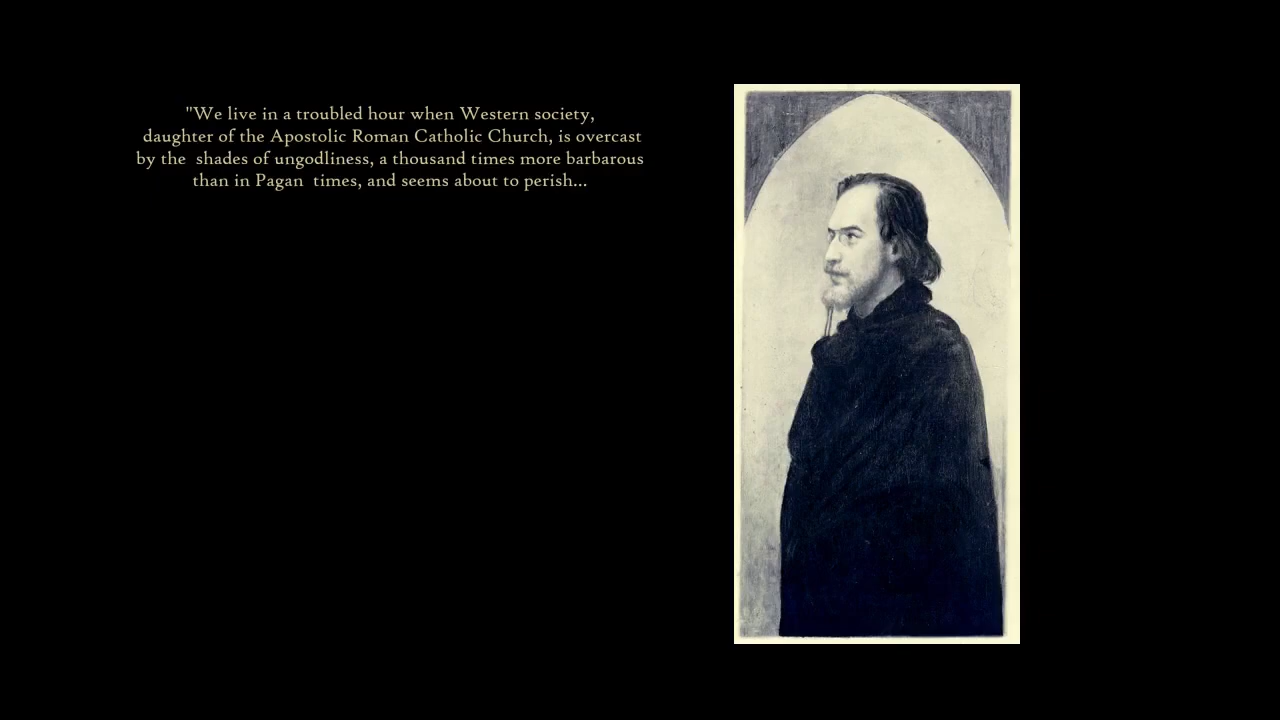 "We live in a troubled hour when Western society,
daughter of the Apostolic Roman Catholic Church, is overcast
by the  shades of ungodliness, a thousand times more barbarous
than in Pagan  times, and seems about to perish...